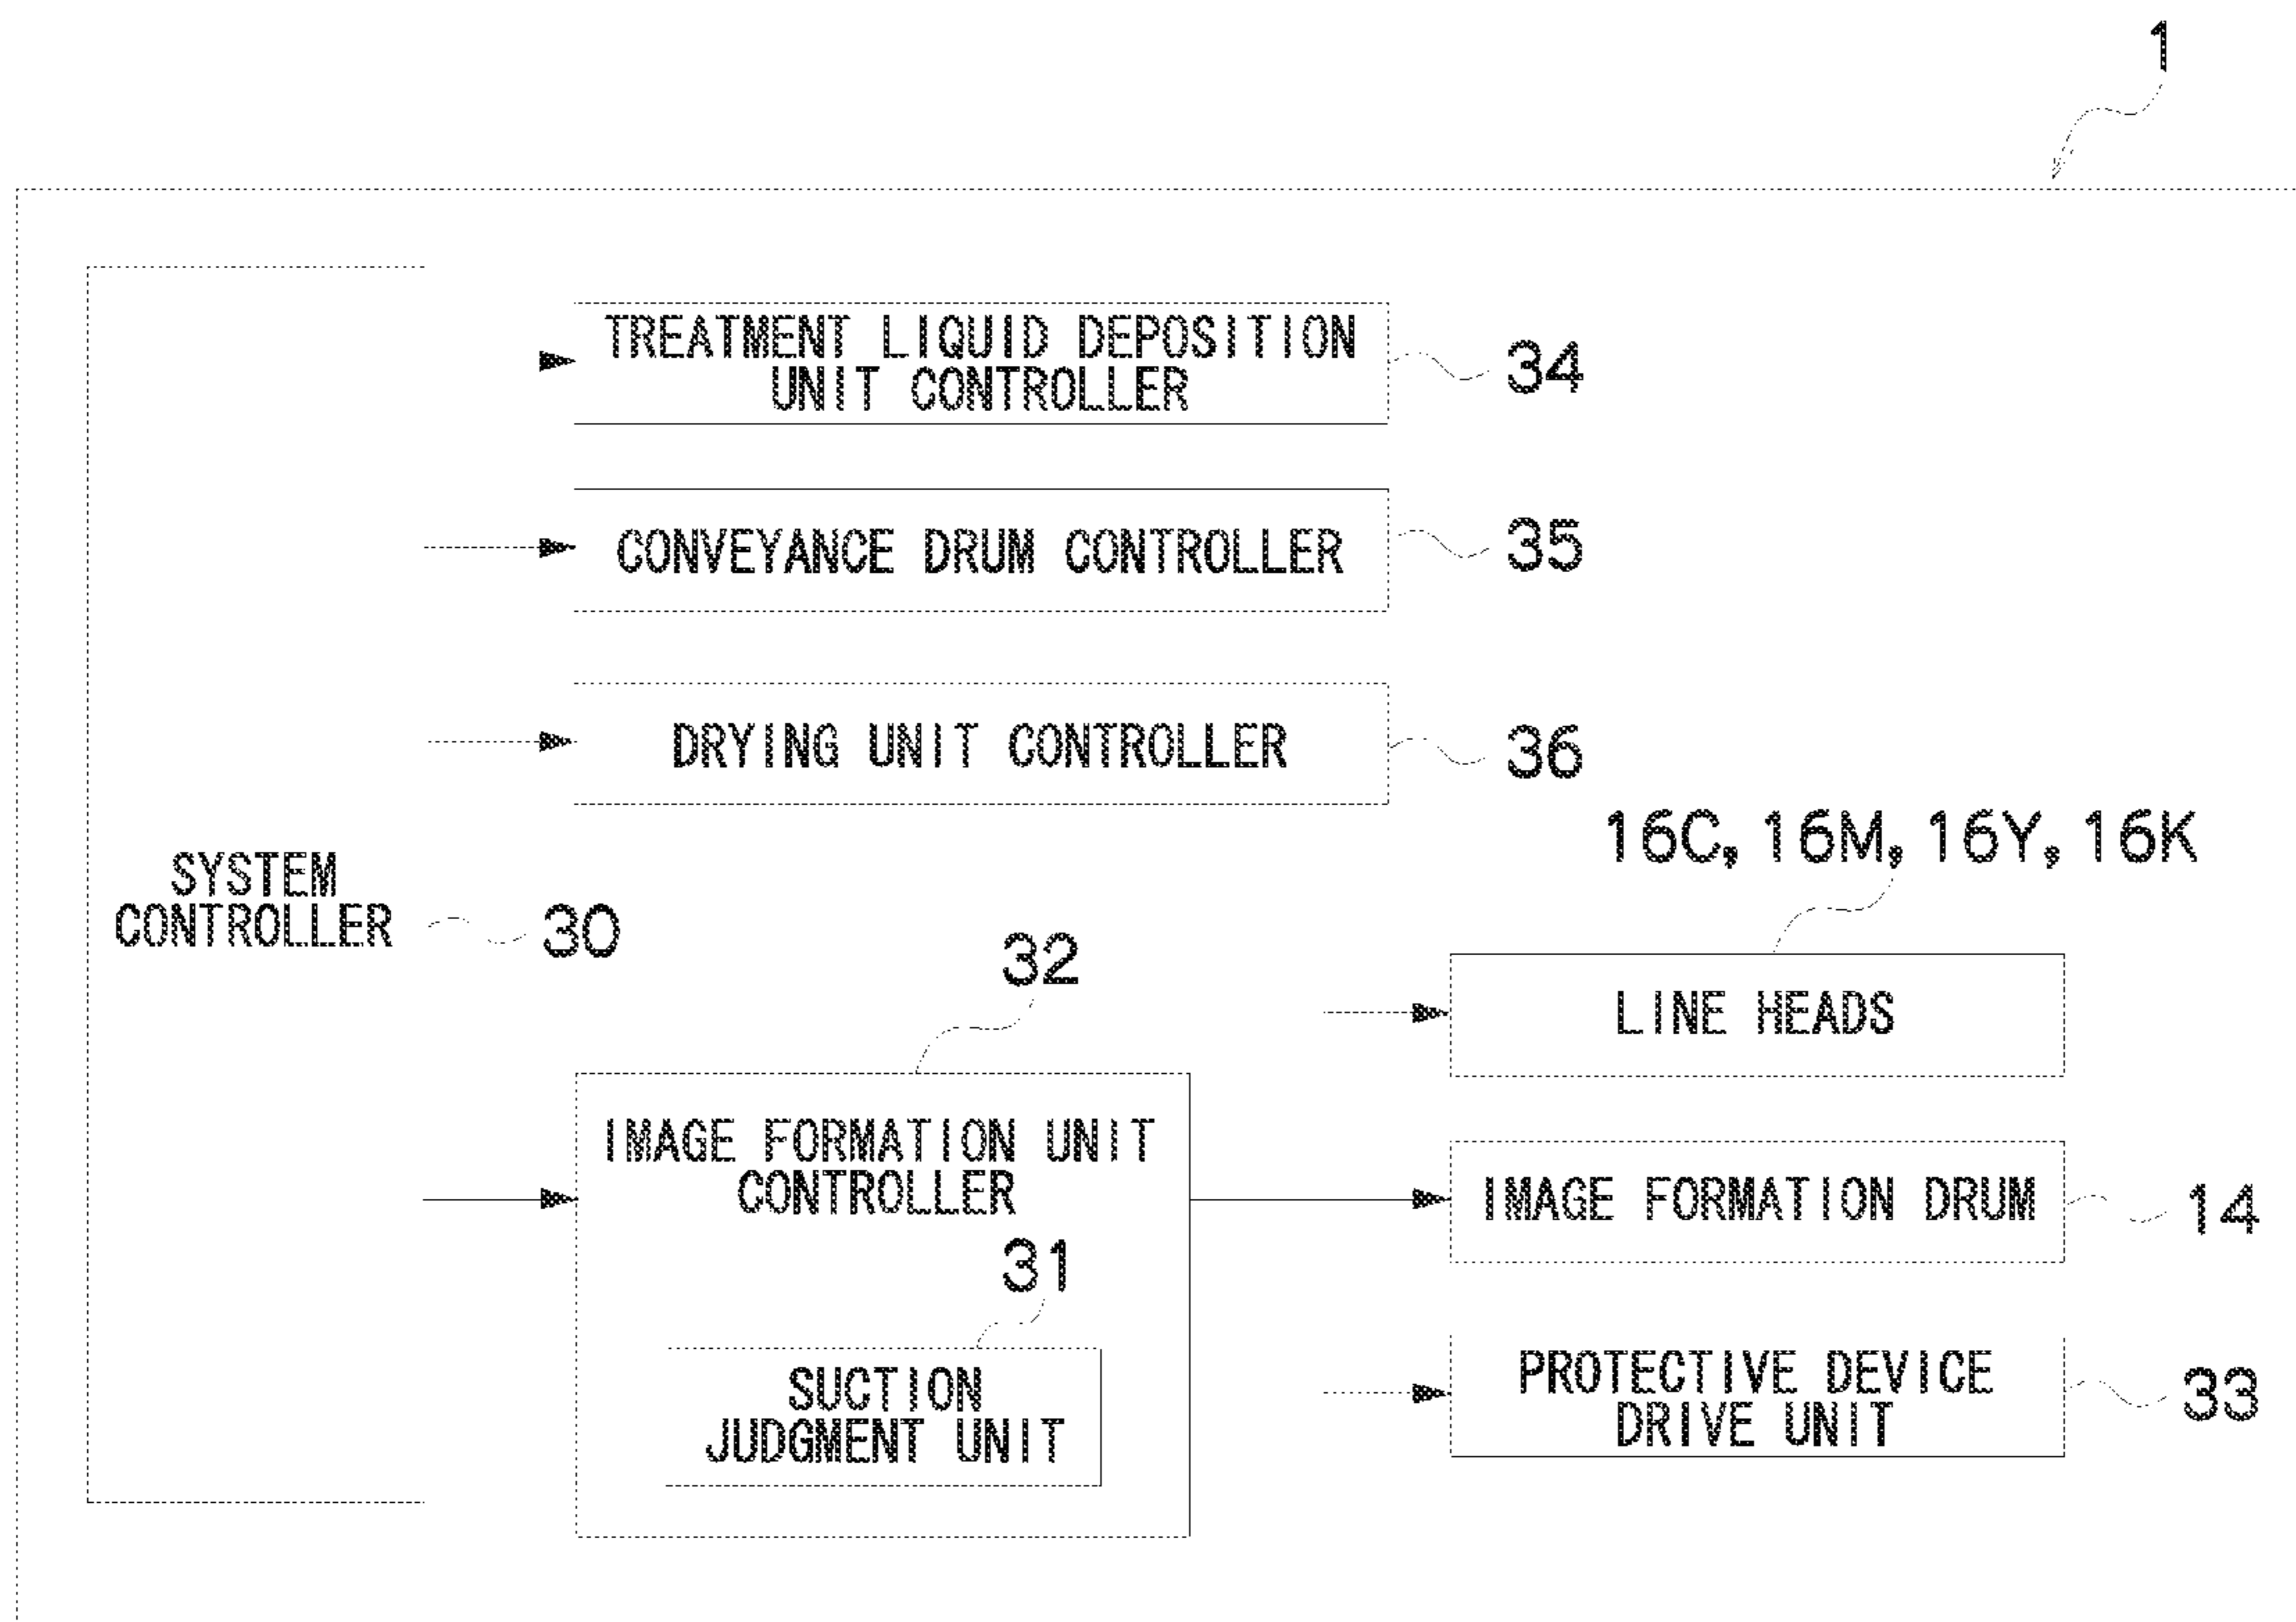 1
TREATMENT LIQUID DEPOSITION
UNIT CONTROLLER
34
CONVEYANCE DRUM CONTROLLER
35
DRYING UNIT CONTROLLER
36
16C, 16M, 16Y, 16K
SYSTEM
CONTROLLER
30
32
LINE HEADS
IMAGE FORMATION UNIT
CONTROLLER
IMAGE FORMATION DRUM
14
31
SUCTION
JUDGMENT UNIT
PROTECTIVE DEVICE
DRIVE UNIT
33